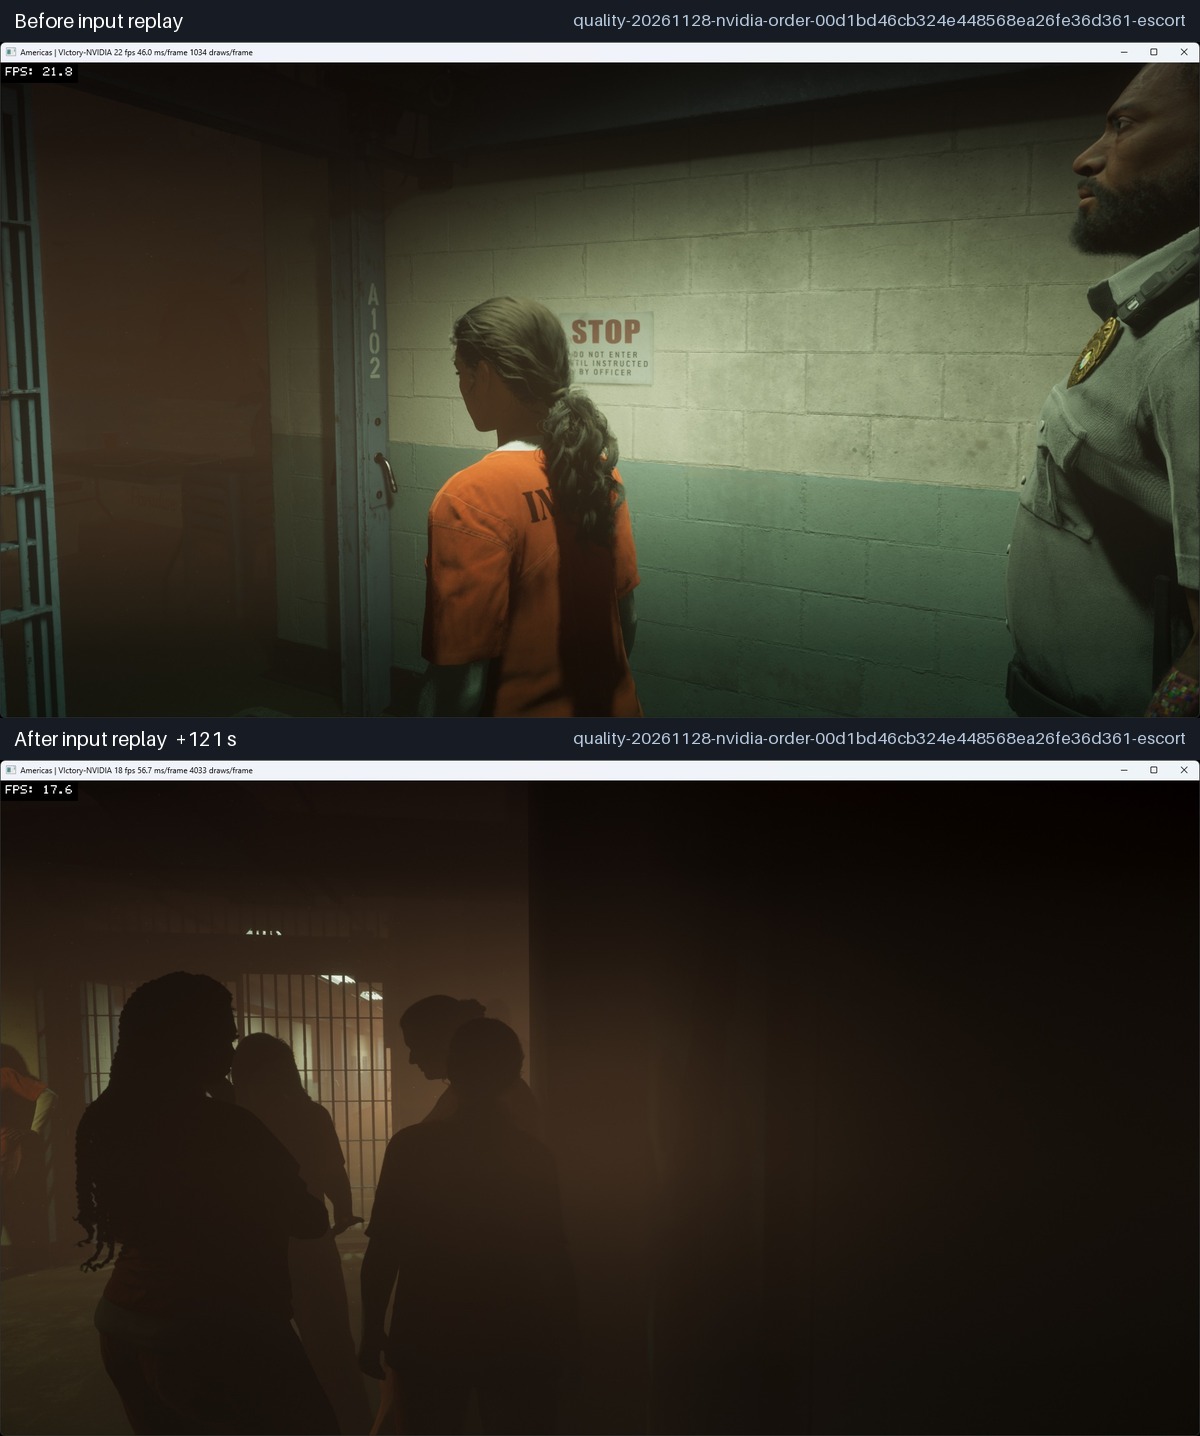 Before input replay
quality-20261128-nvidia-order-00d1bd46cb324e448568ea26fe36d361-escort
Americas | VIctory-NVIDIA 22 fps 46.0 ms/frame 1034 draws/frame
FPS: 21.8
A102
STOP
DO NOT ENTER
TIL INSTRUCTED
BY OFFICER
IN
After input replay +121 s
quality-20261128-nvidia-order-00d1bd46cb324e448568ea26fe36d361-escort
Americas | VIctory-NVIDIA 18 fps 56.7 ms/frame 4033 draws/frame
FPS: 17.6